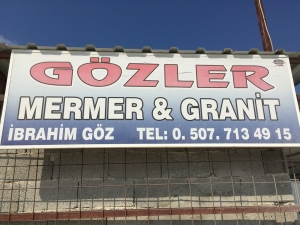 GÖZLER
MERMER & GRANİT
İBRAHİM GÖZ TEL: 0. 507. 713 49 15